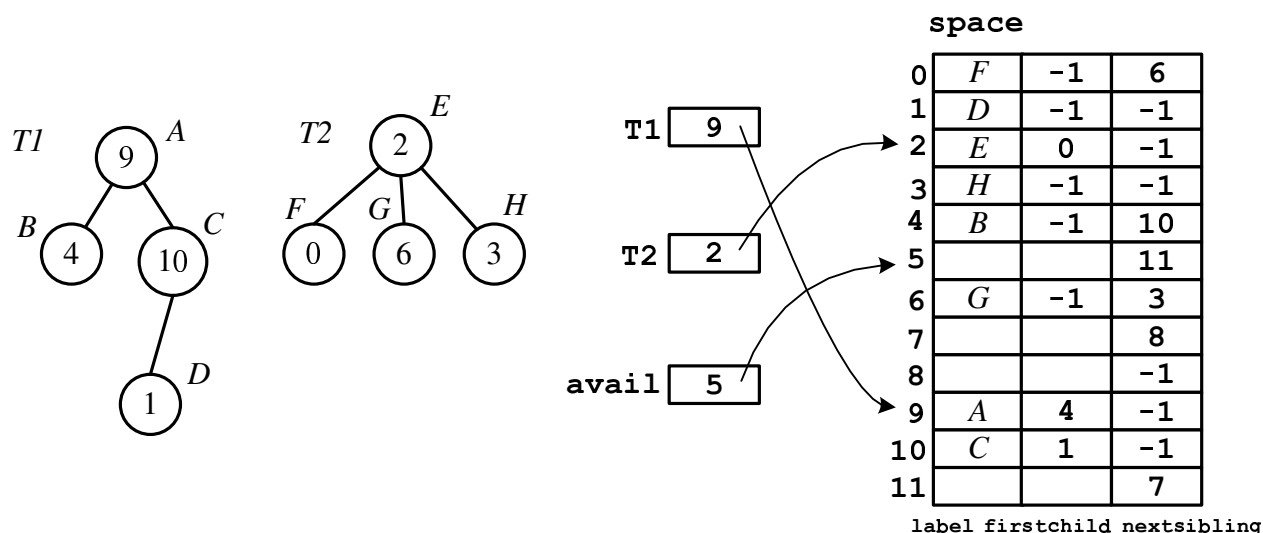 T1
A
9
B
C
4
10
D
1
T2
E
2
F
G
H
0
6
3
T1 9
T2 2
avail 5
space
0 F -1 6
1 D -1 -1
2 E 0 -1
3 H -1 -1
4 B -1 10
5 11
6 G -1 3
7 8
8 -1
9 A 4 -1
10 C 1 -1
11 7
label firstchild nextsibling